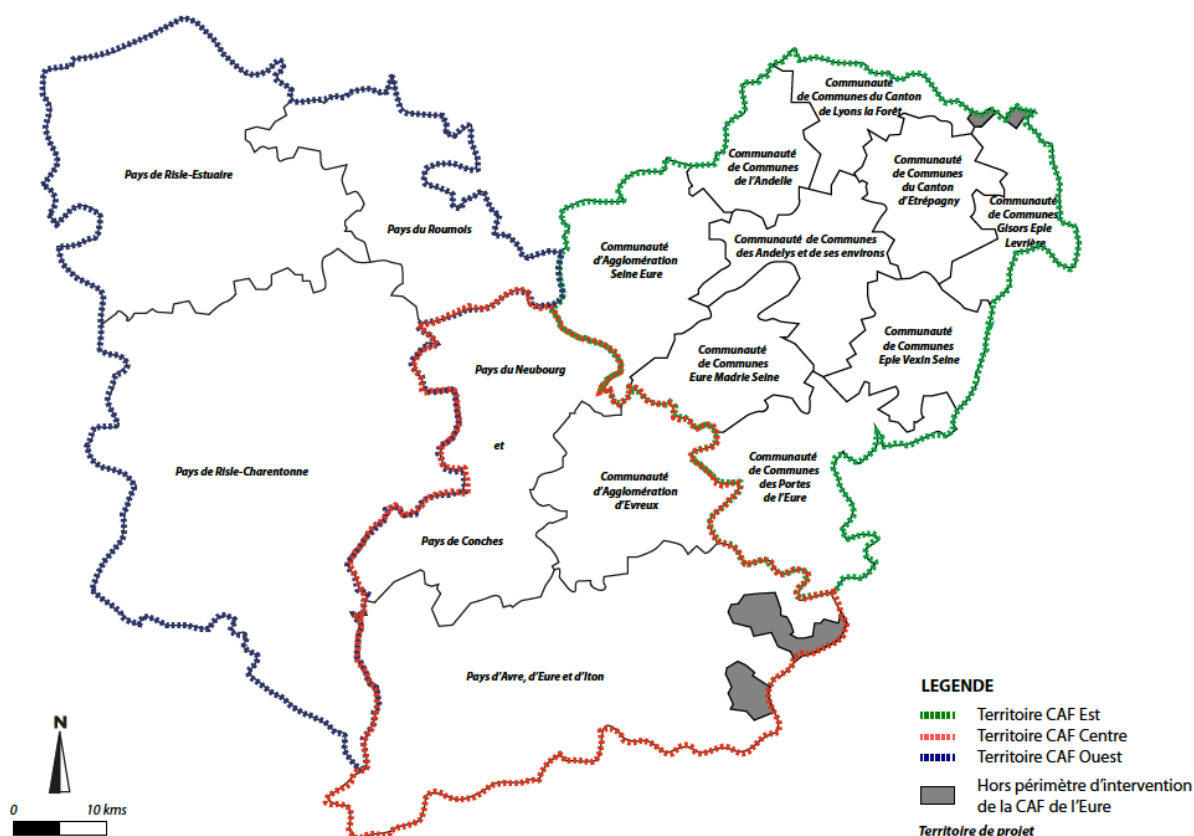 Communauté
de Communes du Canton
de Lyons la Forêt
Communauté
de Communes
de l'Andelle
Communauté
de Communes
du Canton
d'Etrépagny
Pays de Risle-Estuaire
Communauté
de Communes
Gisors Epte
Levrière
Pays du Roumois
Communauté
d'Agglomération
Seine Eure
Communauté de Communes
des Andelys et de ses environs
Communauté
de Communes
Epte Vexin Seine
Communauté
de Communes
Eure Madrie Seine
Pays du Neubourg
et
Pays de Conches
Pays de Risle-Charentonne
Communauté
d'Agglomération
d'Evreux
Communauté
de Communes
des Portes
de l'Eure
Pays d'Avre, d'Eure et d'Iton
LEGENDE
Territoire CAF Est
Territoire CAF Centre
Territoire CAF Ouest
Hors périmètre d'intervention
de la CAF de l'Eure
Territoire de projet
N
0 10 kms